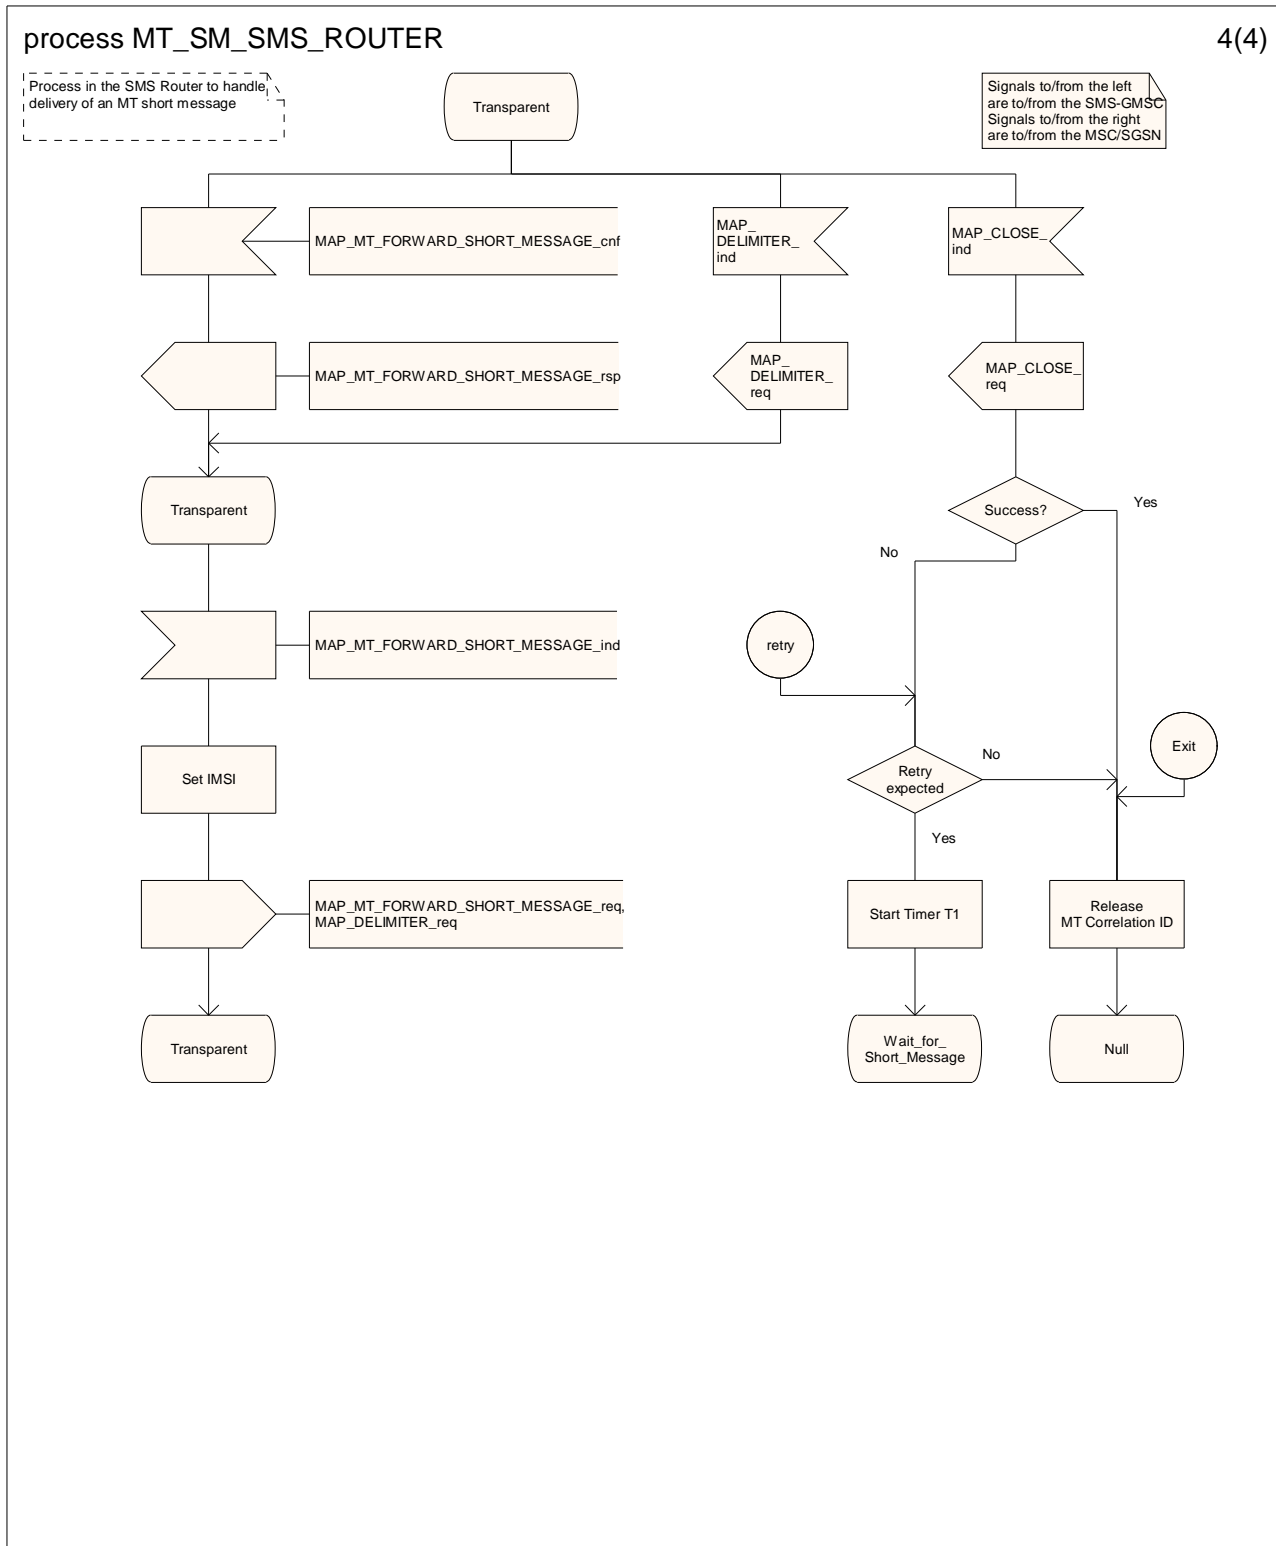 process MT_SM_SMS_ROUTER
4(4)
Process in the SMS Router to handle
delivery of an MT short message
Transparent
Signals to/from the left
are to/from the SMS-GMSC
Signals to/from the right
are to/from the MSC/SGSN
MAP_MT_FORWARD_SHORT_MESSAGE_cnf
MAP_
DELIMITER_
ind
MAP_CLOSE_
ind
MAP_MT_FORWARD_SHORT_MESSAGE_rsp
MAP_
DELIMITER_
req
MAP_CLOSE_
req
Transparent
Success?
Yes
No
MAP_MT_FORWARD_SHORT_MESSAGE_ind
retry
Set IMSI
Retry
expected
No
Exit
Yes
MAP_MT_FORWARD_SHORT_MESSAGE_req,
MAP_DELIMITER_req
Start Timer T1
Release
MT Correlation ID
Transparent
Wait_for_
Short_Message
Null